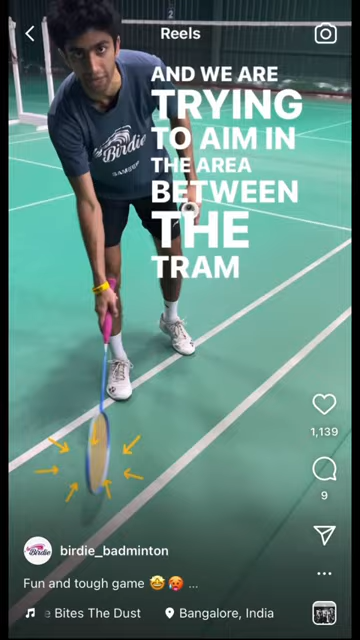 Reels
AND WE ARE
TRYING
TO AIM IN
THE AREA
BETWEEN
THE
TRAM
Birdie
1,139
9
Birdie
birdie_badminton
Fun and tough game 🤩🥵 ...
e Bites The Dust
Bangalore, India